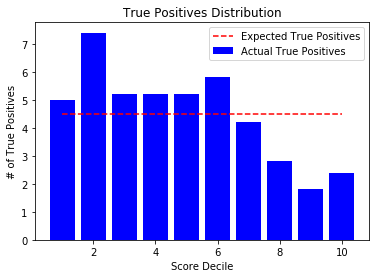 True Positives Distribution
Expected True Positives
Actual True Positives
# of True Positives
7
6
5
4
3
2
1
0
2
4
6
8
10
Score Decile